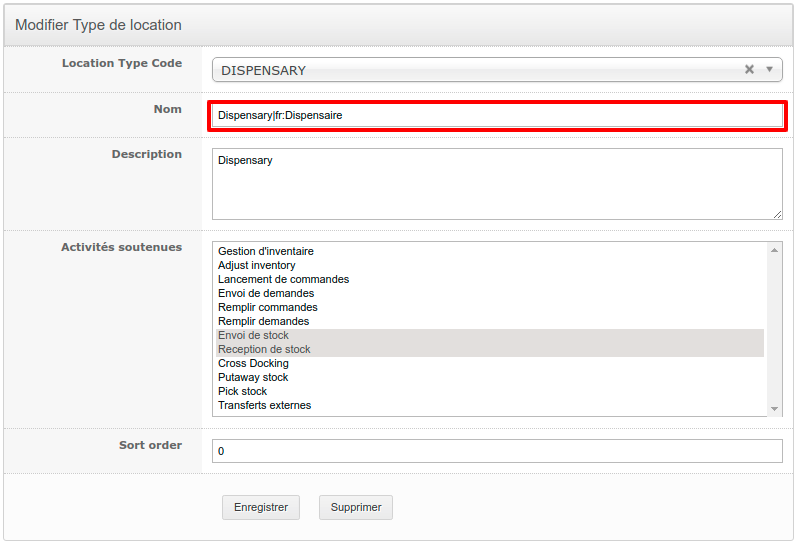 Modifier Type de location
Location Type Code
DISPENSARY
Nom
Dispensary|fr:Dispensaire
Description
Dispensary
Activités soutenues
Gestion d'inventaire
Adjust inventory
Lancement de commandes
Envoi de demandes
Remplir commandes
Remplir demandes
Envoi de stock
Reception de stock
Cross Docking
Putaway stock
Pick stock
Transferts externes
Sort order
0
Enregistrer Supprimer